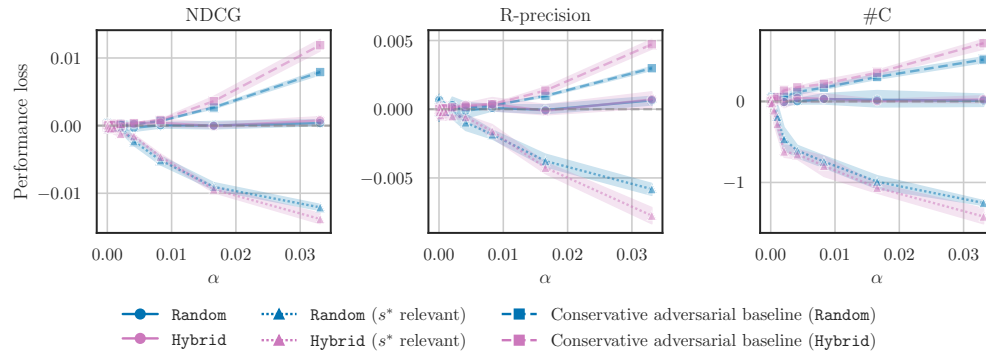 NDCG
R-precision
#C
Performance loss
0.01
0.00
−0.01
0.005
0.000
−0.005
0
−1
0.00 0.01 0.02 0.03
0.00 0.01 0.02 0.03
0.00 0.01 0.02 0.03
α
α
α
Random
Random (s* relevant)
Conservative adversarial baseline (Random)
Hybrid
Hybrid (s* relevant)
Conservative adversarial baseline (Hybrid)